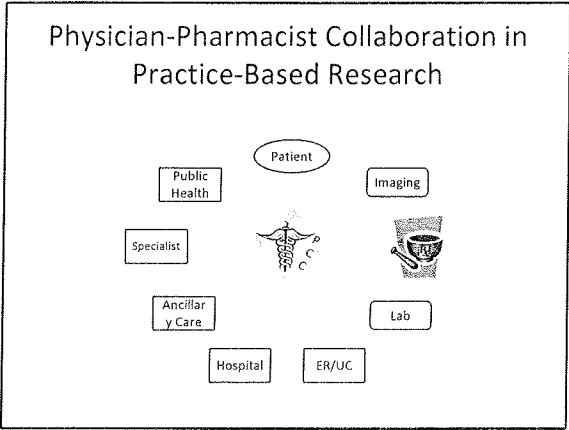 Physician-Pharmacist Collaboration in
Practice-Based Research
Patient
Public
Health
Imaging
Specialist
P
C
C
Ancillar
y Care
Lab
Hospital
ER/UC